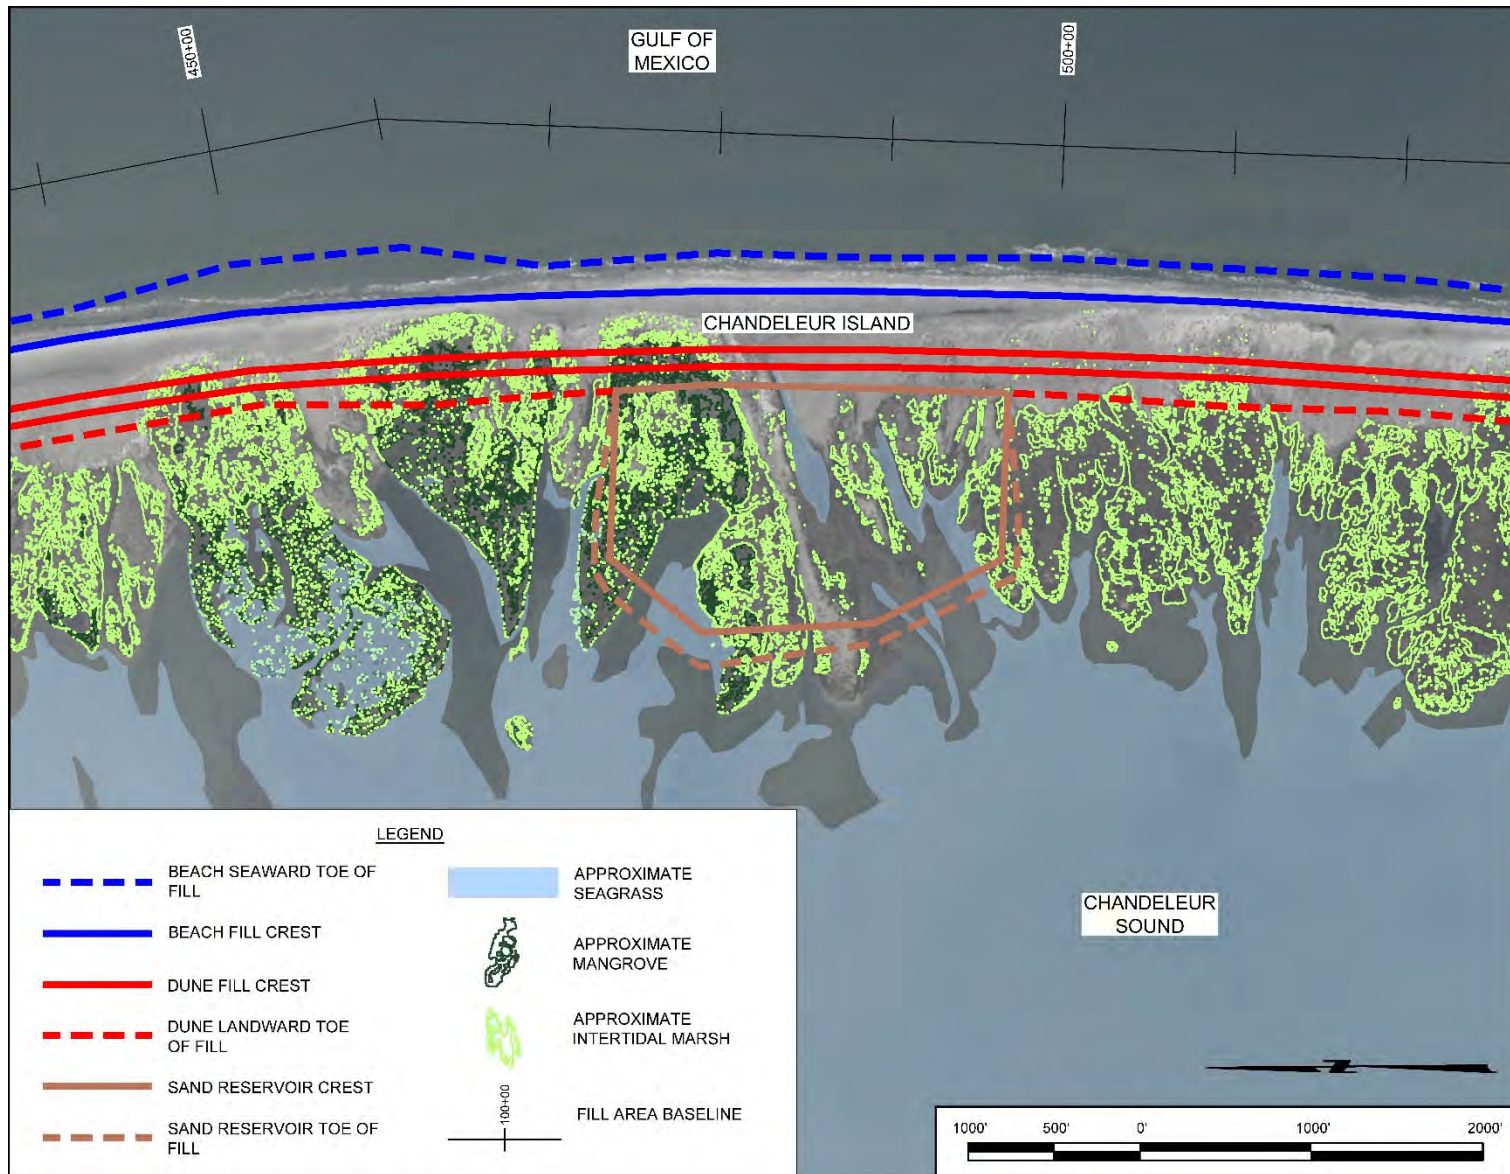 450+00
GULF OF
MEXICO
500+00
CHANDELEUR ISLAND
CHANDELEUR
SOUND
LEGEND
BEACH SEAWARD TOE OF
FILL
BEACH FILL CREST
DUNE FILL CREST
DUNE LANDWARD TOE
OF FILL
SAND RESERVOIR CREST
SAND RESERVOIR TOE OF
FILL
APPROXIMATE
SEAGRASS
APPROXIMATE
MANGROVE
APPROXIMATE
INTERTIDAL MARSH
100+00
FILL AREA BASELINE
Z
1000' 500' 0' 1000' 2000'